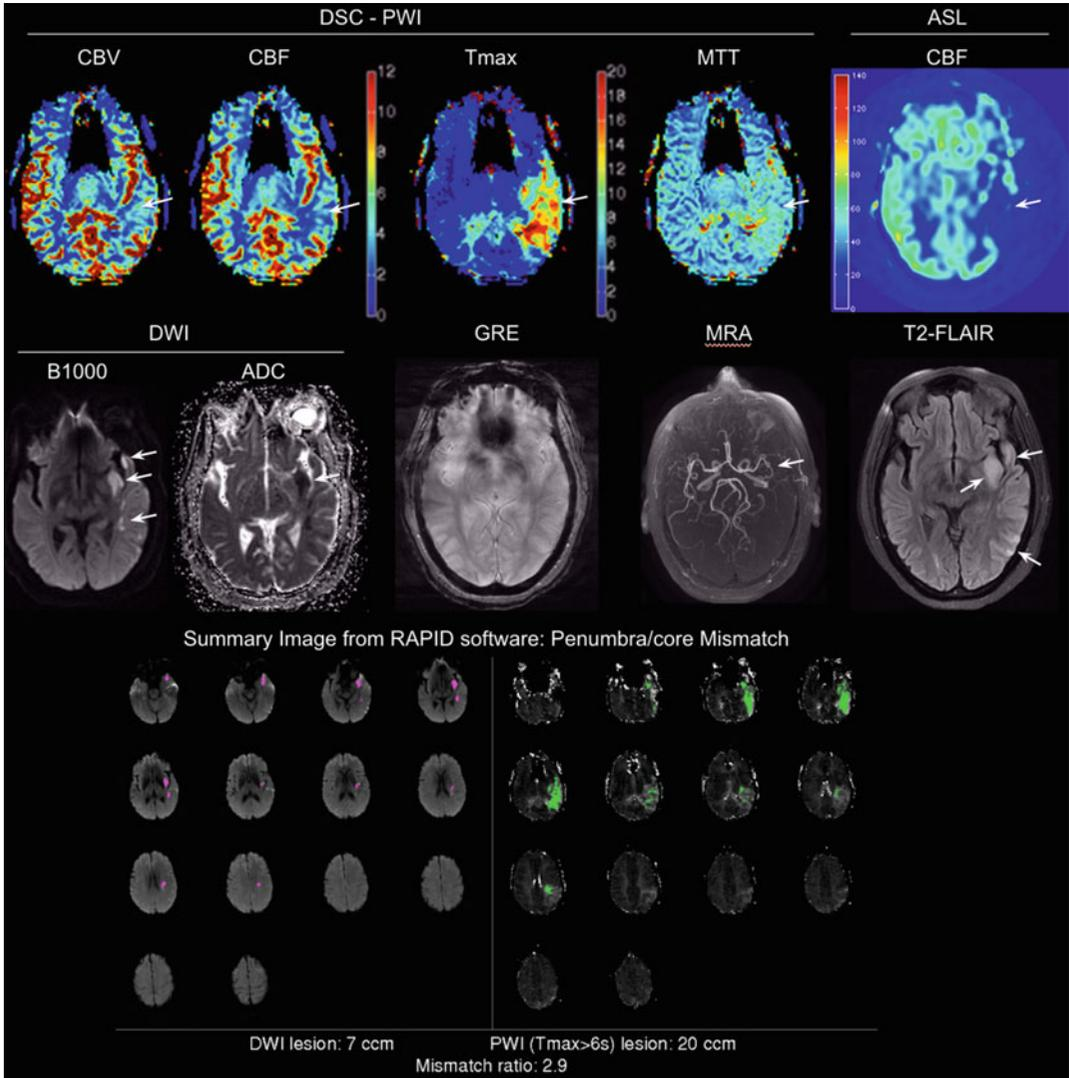 DSC - PWI
ASL
CBV
CBF
Tmax
MTT
CBF
12
10
8
6
4
2
0
20
18
16
14
12
10
8
6
4
2
0
140
120
100
80
60
40
20
0
DWI
GRE
MRA
T2-FLAIR
B1000
ADC
Summary Image from RAPID software: Penumbra/core Mismatch
DWI lesion: 7 ccm
PWI (Tmax>6s) lesion: 20 ccm
Mismatch ratio: 2.9